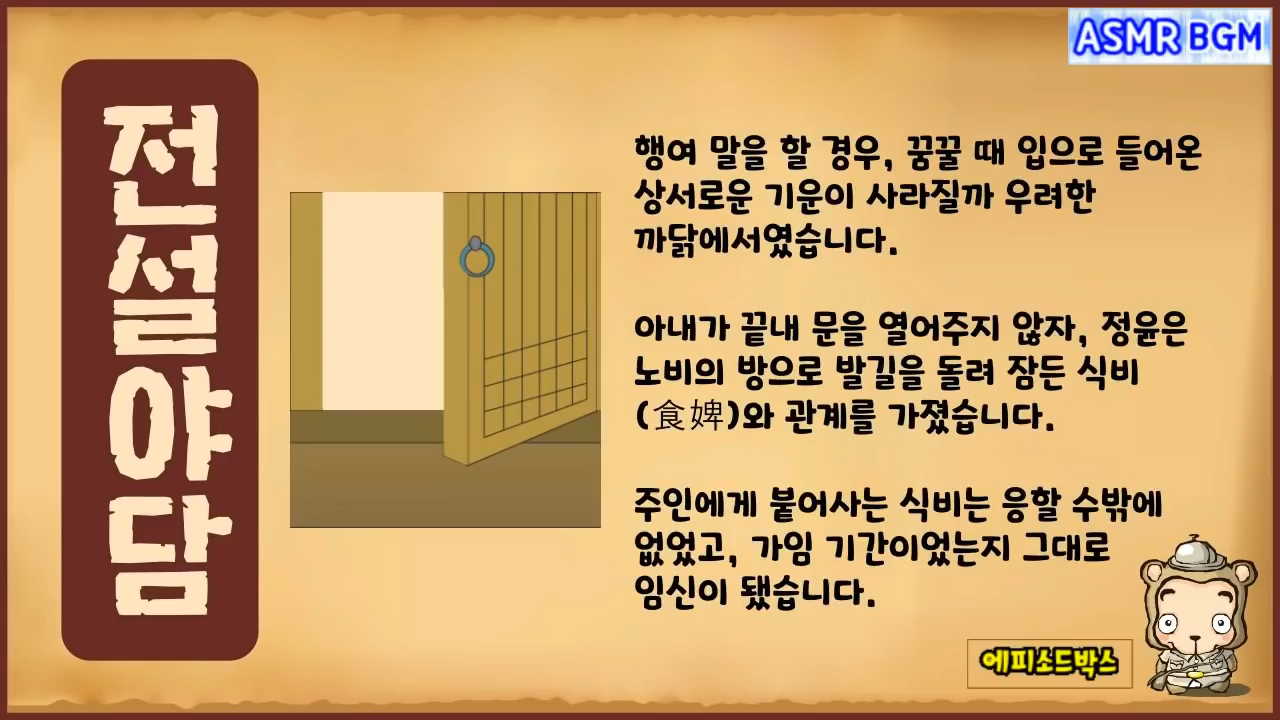 ASMR BGM
전설야담
행여 말을 할 경우, 꿈꿀 때 입으로 들어온
상서로운 기운이 사라질까 우려한
까닭에서였습니다.
아내가 끝내 문을 열어주지 않자, 정윤은
노비의 방으로 발길을 돌려 잠든 식비
(食婢)와 관계를 가졌습니다.
주인에게 붙어사는 식비는 응할 수밖에
없었고, 가임 기간이었는지 그대로
임신이 됐습니다.
에피소드박스